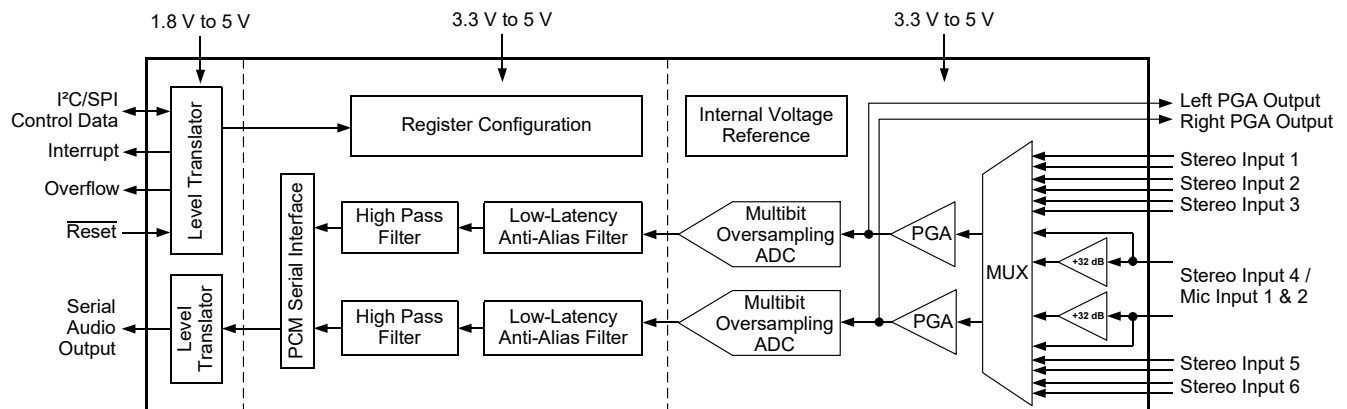 1.8 V to 5 V
3.3 V to 5 V
3.3 V to 5 V
I²C/SPI
Control Data
Interrupt
Overflow
Reset
Serial
Audio
Output
Level Translator
Level
Translator
Register Configuration
PCM Serial Interface
High Pass
Filter
Low-Latency
Anti-Alias Filter
High Pass
Filter
Low-Latency
Anti-Alias Filter
Internal Voltage
Reference
Multibit
Oversampling
ADC
Multibit
Oversampling
ADC
PGA
PGA
MUX
+32 dB
+32 dB
Left PGA Output
Right PGA Output
Stereo Input 1
Stereo Input 2
Stereo Input 3
Stereo Input 4 /
Mic Input 1 & 2
Stereo Input 5
Stereo Input 6